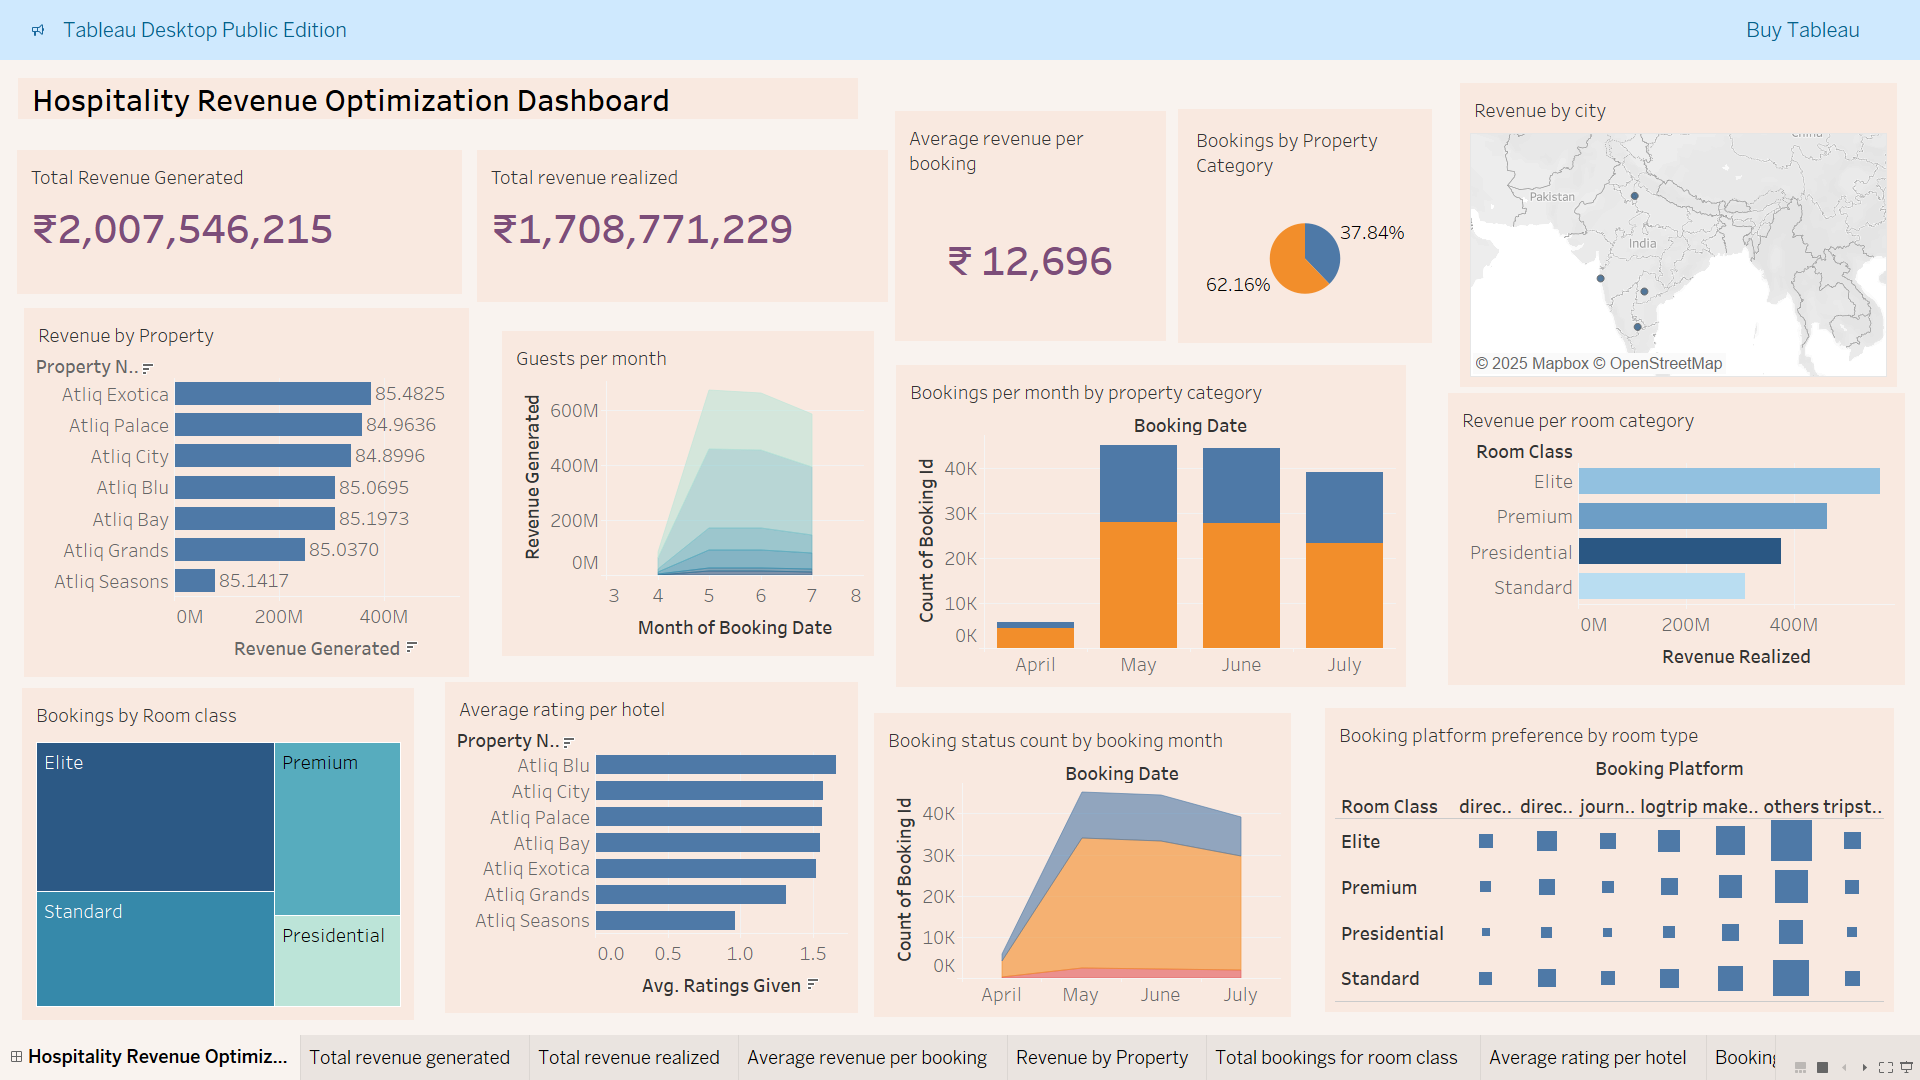 Tableau Desktop Public Edition
Buy Tableau
Hospitality Revenue Optimization Dashboard
Total Revenue Generated
₹2,007,546,215
Total revenue realized
₹1,708,771,229
Average revenue per
booking
₹ 12,696
Bookings by Property
Category
37.84%
62.16%
Revenue by city
China
Pakistan
India
© 2025 Mapbox © OpenStreetMap
Revenue by Property
Property N..
Atliq Exotica 85.4825
Atliq Palace 84.9636
Atliq City 84.8996
Atliq Blu 85.0695
Atliq Bay 85.1973
Atliq Grands 85.0370
Atliq Seasons 85.1417
0M 200M 400M
Revenue Generated
Guests per month
Revenue Generated
600M
400M
200M
0M
3 4 5 6 7 8
Month of Booking Date
Bookings per month by property category
Booking Date
Count of Booking Id
40K
30K
20K
10K
0K
April May June July
Revenue per room category
Room Class
Elite
Premium
Presidential
Standard
0M 200M 400M
Revenue Realized
Bookings by Room class
Elite
Premium
Standard
Presidential
Average rating per hotel
Property N..
Atliq Blu
Atliq City
Atliq Palace
Atliq Bay
Atliq Exotica
Atliq Grands
Atliq Seasons
0.0 0.5 1.0 1.5
Avg. Ratings Given
Booking status count by booking month
Booking Date
Count of Booking Id
40K
30K
20K
10K
0K
April May June July
Booking platform preference by room type
Booking Platform
Room Class direc.. direc.. journ.. logtrip make.. others tripst..
Elite
Premium
Presidential
Standard
Hospitality Revenue Optimiz... Total revenue generated Total revenue realized Average revenue per booking Revenue by Property Total bookings for room class Average rating per hotel Booking